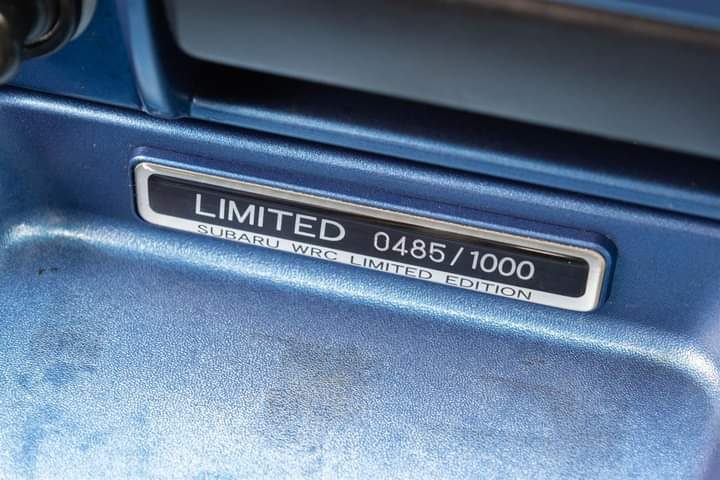 LIMITED 0485/1000
SUBARU WRC LIMITED EDITION